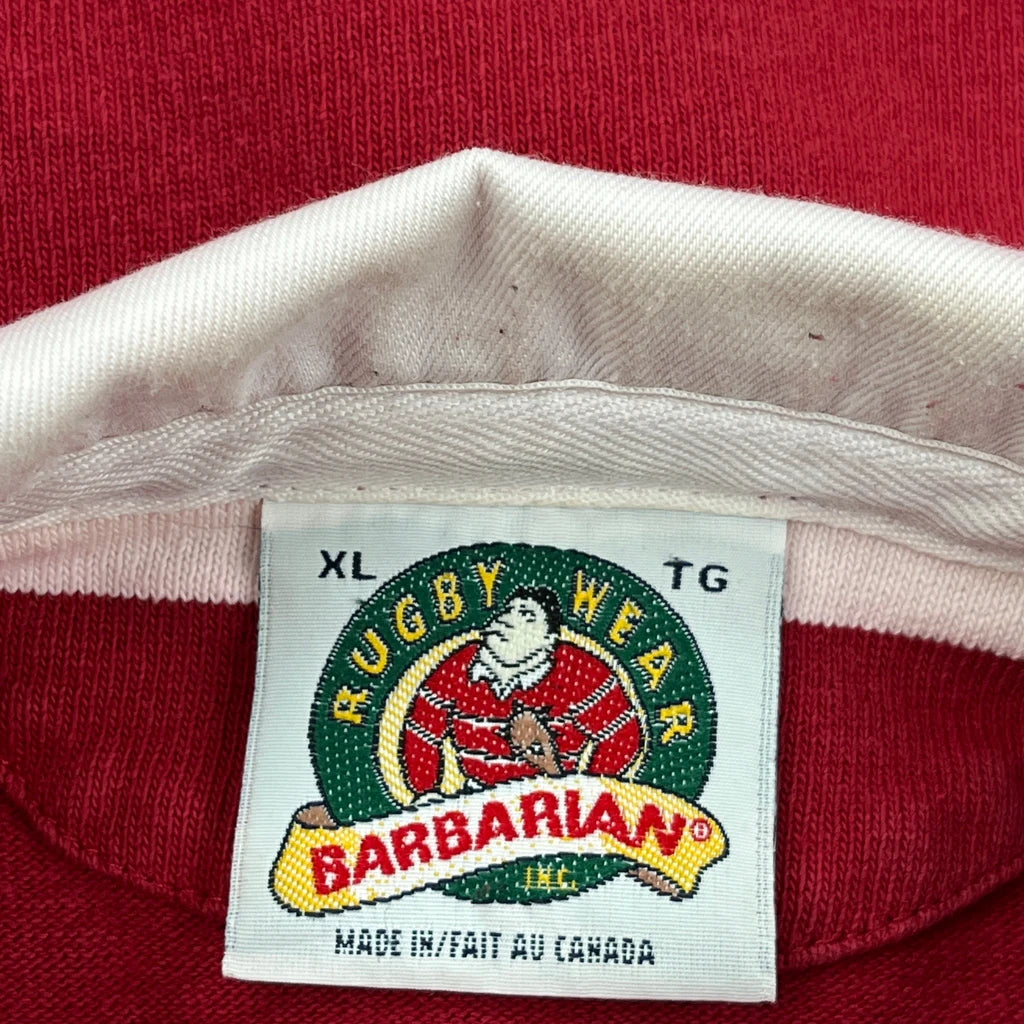 XL TG
RUGBY WEAR
BARBARIAN®
INC.
MADE IN/FAIT AU CANADA